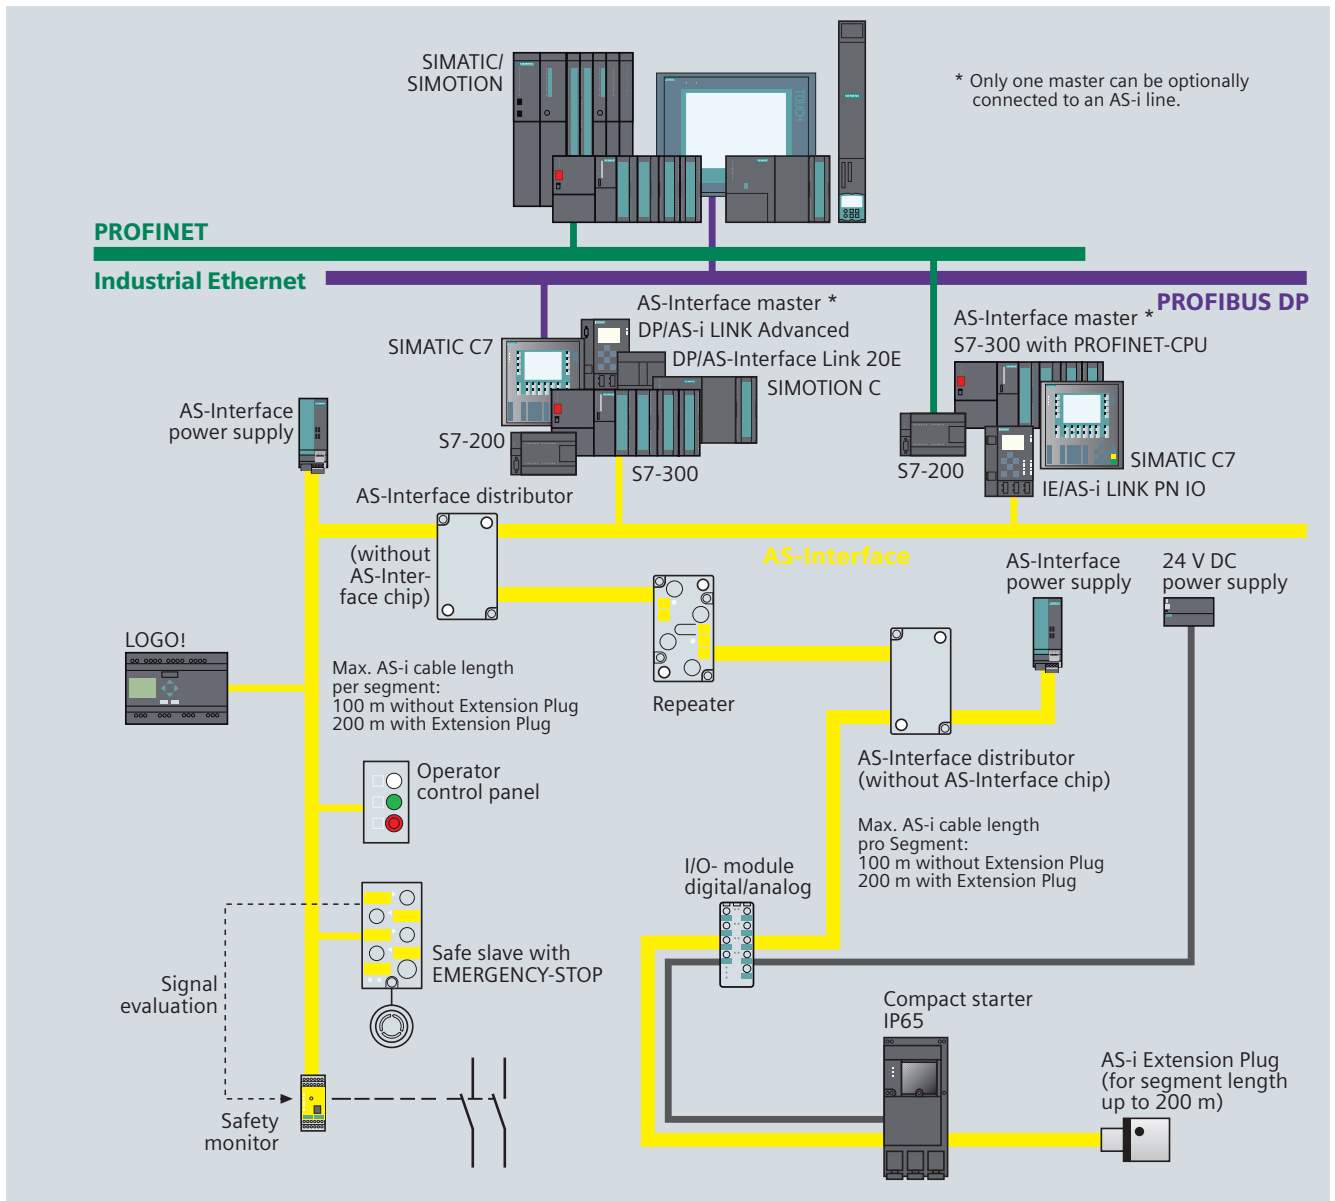 SIMATIC/
SIMOTION
* Only one master can be optionally
connected to an AS-i line.
TOUCH
PROFINET
Industrial Ethernet
PROFIBUS DP
AS-Interface master *
DP/AS-i LINK Advanced
DP/AS-Interface Link 20E
SIMOTION C
SIMATIC C7
S7-200
S7-300
AS-Interface master *
S7-300 with PROFINET-CPU
S7-200
SIMATIC C7
IE/AS-i LINK PN IO
AS-Interface
power supply
AS-Interface distributor
(without
AS-Inter-
face chip)
AS-Interface
AS-Interface
power supply
24 V DC
power supply
LOGO!
Max. AS-i cable length
per segment:
100 m without Extension Plug
200 m with Extension Plug
Repeater
AS-Interface distributor
(without AS-Interface chip)
Max. AS-i cable length
pro Segment:
100 m without Extension Plug
200 m with Extension Plug
Operator
control panel
I/O- module
digital/analog
Safe slave with
EMERGENCY-STOP
Signal
evaluation
Compact starter
IP65
AS-i Extension Plug
(for segment length
up to 200 m)
Safety
monitor